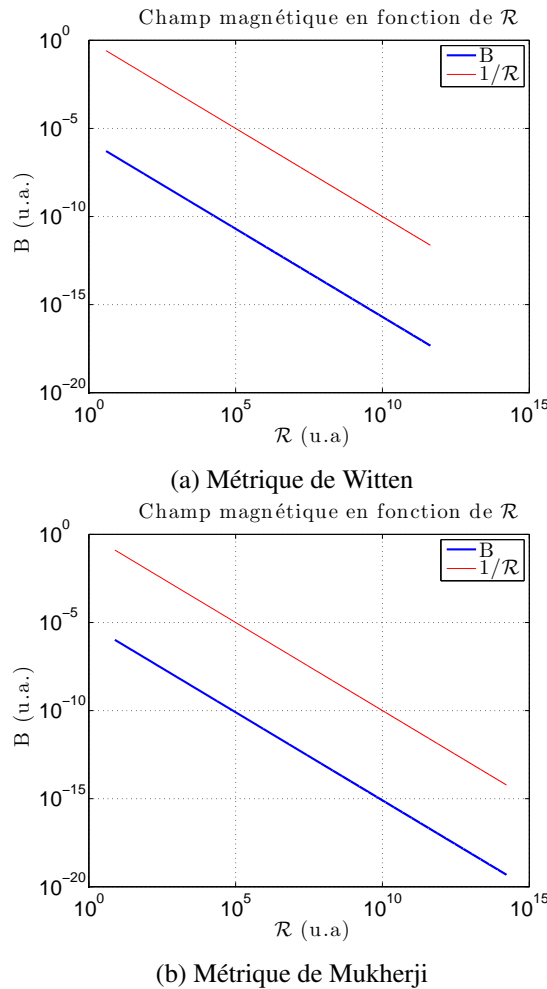 Champ magnétique en fonction de ℛ
10^0
B
1/ℛ
10^-5
10^-10
10^-15
10^-20
B (u.a.)
10^0
10^5
10^10
10^15
ℛ (u.a)
(a) Métrique de Witten
Champ magnétique en fonction de ℛ
10^0
B
1/ℛ
10^-5
10^-10
10^-15
10^-20
B (u.a.)
10^0
10^5
10^10
10^15
ℛ (u.a)
(b) Métrique de Mukherji